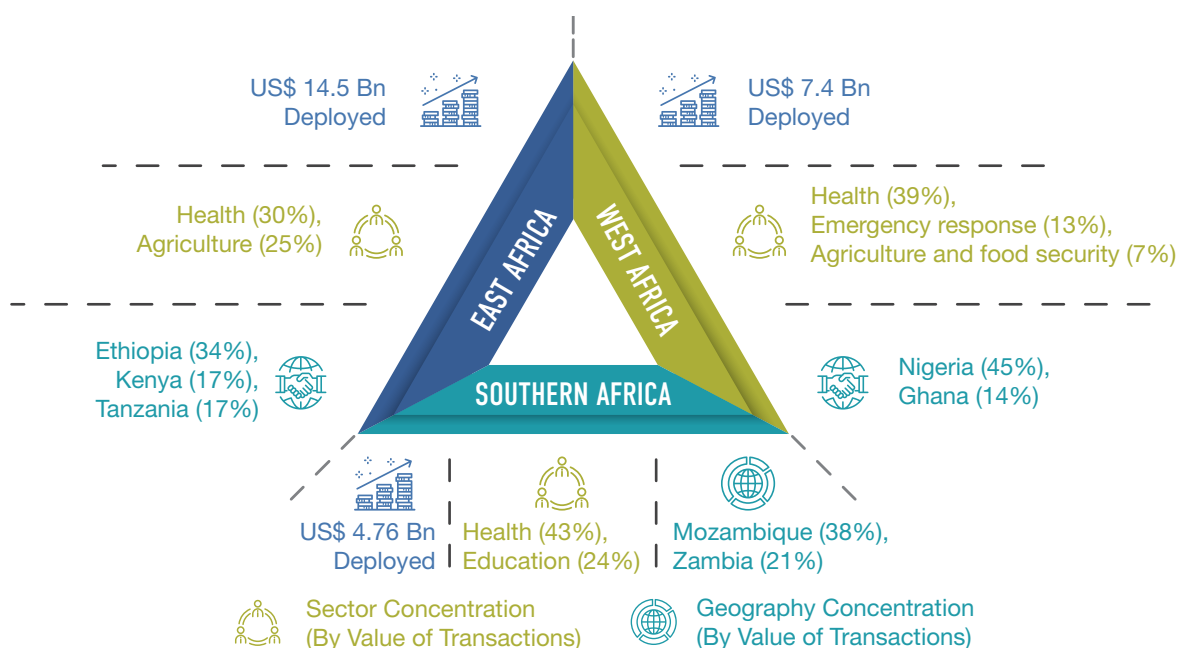 US$ 14.5 Bn
Deployed
US$ 7.4 Bn
Deployed
Health (30%),
Agriculture (25%)
Health (39%),
Emergency response (13%),
Agriculture and food security (7%)
EAST AFRICA
WEST AFRICA
Ethiopia (34%),
Kenya (17%),
Tanzania (17%)
Nigeria (45%),
Ghana (14%)
SOUTHERN AFRICA
US$ 4.76 Bn
Deployed
Health (43%),
Education (24%)
Mozambique (38%),
Zambia (21%)
Sector Concentration
(By Value of Transactions)
Geography Concentration
(By Value of Transactions)